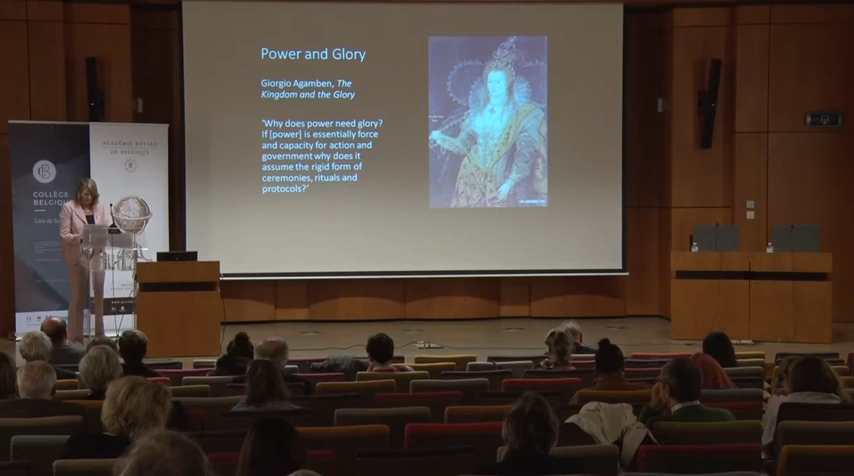 Power and Glory
Giorgio Agamben, The
Kingdom and the Glory
'Why does power need glory?
If [power] is essentially force
and capacity for action and
government why does it
assume the rigid form of
ceremonies, rituals and
protocols?'
COLLÈGE
BELGIQUE
ACADÉMIE ROYALE
DE BELGIQUE